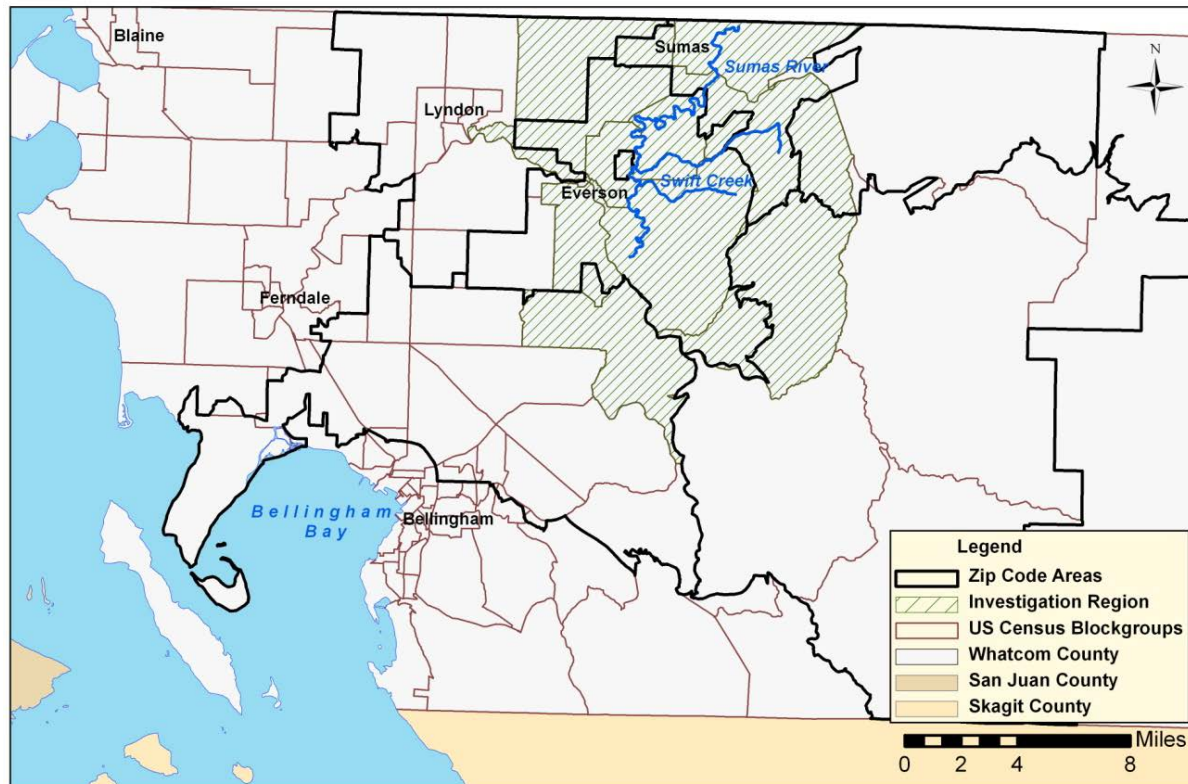 Blaine
Sumas
N
Sumas River
Lyndon
Everson
Swift Creek
Ferndale
Bellingham
Bay
Bellingham
Legend
Zip Code Areas
Investigation Region
US Census Blockgroups
Whatcom County
San Juan County
Skagit County
Miles
0 2 4 8